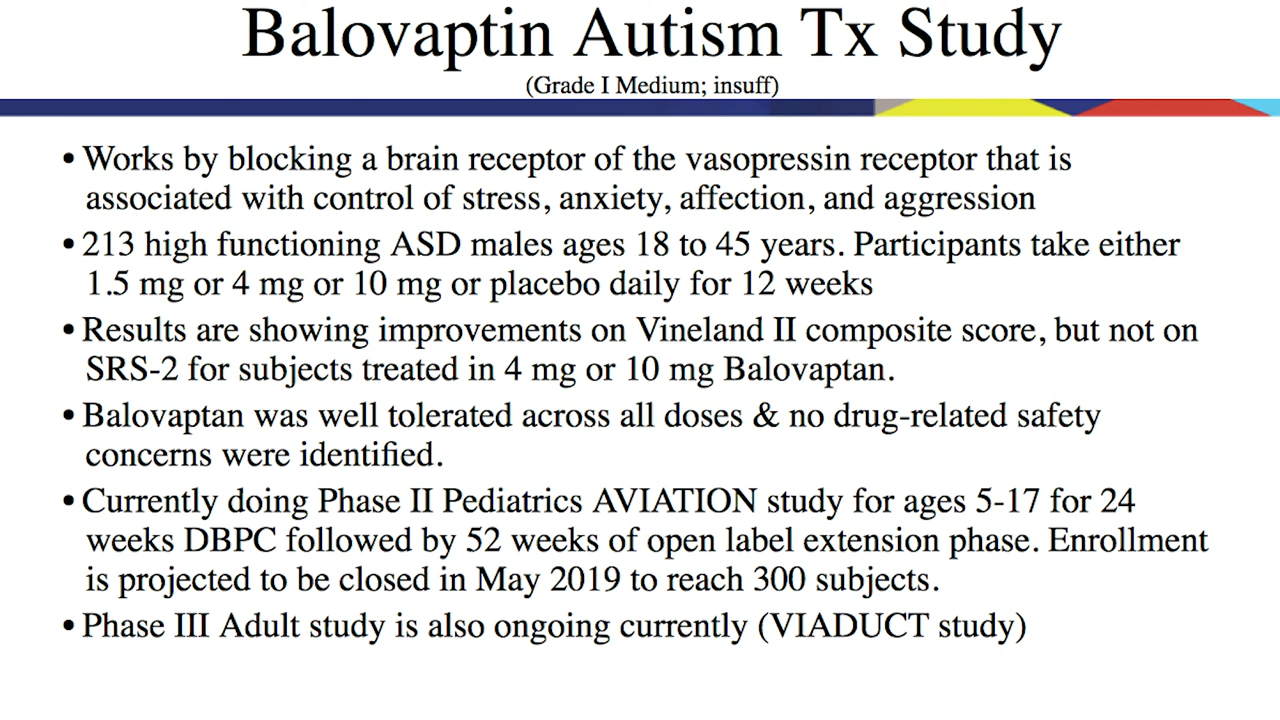 Balovaptin Autism Tx Study
(Grade I Medium; insuff)
• Works by blocking a brain receptor of the vasopressin receptor that is
associated with control of stress, anxiety, affection, and aggression
• 213 high functioning ASD males ages 18 to 45 years. Participants take either
1.5 mg or 4 mg or 10 mg or placebo daily for 12 weeks
• Results are showing improvements on Vineland II composite score, but not on
SRS-2 for subjects treated in 4 mg or 10 mg Balovaptan.
• Balovaptan was well tolerated across all doses & no drug-related safety
concerns were identified.
• Currently doing Phase II Pediatrics AVIATION study for ages 5-17 for 24
weeks DBPC followed by 52 weeks of open label extension phase. Enrollment
is projected to be closed in May 2019 to reach 300 subjects.
• Phase III Adult study is also ongoing currently (VIADUCT study)